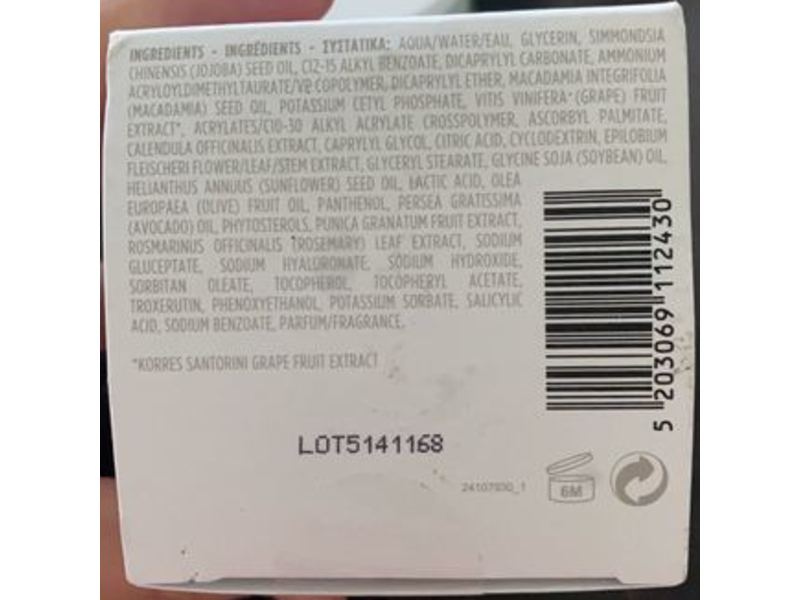 INGREDIENTS - INGRÉDIENTS - ΣΥΣΤΑΤΙΚΑ: AQUA/WATER/EAU, GLYCERIN, SIMMONDSIA
CHINENSIS (JOJOBA) SEED OIL, C12-15 ALKYL BENZOATE, DICAPRYLYL CARBONATE, AMMONIUM
ACRYLOYLDIMETHYLTAURATE/VP COPOLYMER, DICAPRYLYL ETHER, MACADAMIA INTEGRIFOLIA
(MACADAMIA) SEED OIL, POTASSIUM CETYL PHOSPHATE, VITIS VINIFERA (GRAPE) FRUIT
EXTRACT*, ACRYLATES/C10-30 ALKYL ACRYLATE CROSSPOLYMER, ASCORBYL PALMITATE,
CALENDULA OFFICINALIS EXTRACT, CAPRYLYL GLYCOL, CITRIC ACID, CYCLODEXTRIN, EPILOBIUM
FLEISCHERI FLOWER/LEAF/STEM EXTRACT, GLYCERYL STEARATE, GLYCINE SOJA (SOYBEAN) OIL,
HELIANTHUS ANNUUS (SUNFLOWER) SEED OIL, LACTIC ACID, OLEA
EUROPAEA (OLIVE) FRUIT OIL, PANTHENOL, PERSEA GRATISSIMA
(AVOCADO) OIL, PHYTOSTEROLS, PUNICA GRANATUM FRUIT EXTRACT,
ROSMARINUS OFFICINALIS (ROSEMARY) LEAF EXTRACT, SODIUM
GLUCEPTATE, SODIUM HYALURONATE, SODIUM HYDROXIDE,
SORBITAN OLEATE, TOCOPHEROL, TOCOPHERYL ACETATE,
TROXERUTIN, PHENOXYETHANOL, POTASSIUM SORBATE, SALICYLIC
ACID, SODIUM BENZOATE, PARFUM/FRAGRANCE.
*KORRES SANTORINI GRAPE FRUIT EXTRACT
5 203069 112430
LOT5141168
24107930_1
6M